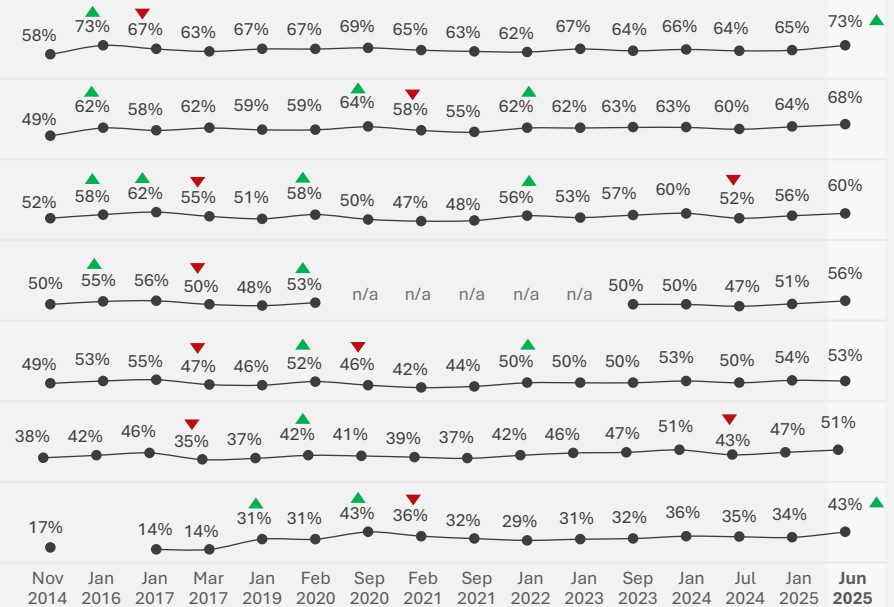 58% 73% 67% 63% 67% 67% 69% 65% 63% 62% 67% 64% 66% 64% 65% 73%
49% 62% 58% 62% 59% 59% 64% 58% 55% 62% 62% 63% 63% 60% 64% 68%
52% 58% 62% 55% 51% 58% 50% 47% 48% 56% 53% 57% 60% 52% 56% 60%
50% 55% 56% 50% 48% 53% n/a n/a n/a n/a n/a 50% 50% 47% 51% 56%
49% 53% 55% 47% 46% 52% 46% 42% 44% 50% 50% 50% 53% 50% 54% 53%
38% 42% 46% 35% 37% 42% 41% 39% 37% 42% 46% 47% 51% 43% 47% 51%
17% 14% 14% 31% 31% 43% 36% 32% 29% 31% 32% 36% 35% 34% 43%
Nov Jan Jan Mar Jan Feb Sep Feb Sep Jan Jan Sep Jan Jul Jan Jun
2014 2016 2017 2017 2019 2020 2020 2021 2021 2022 2023 2023 2024 2024 2025 2025